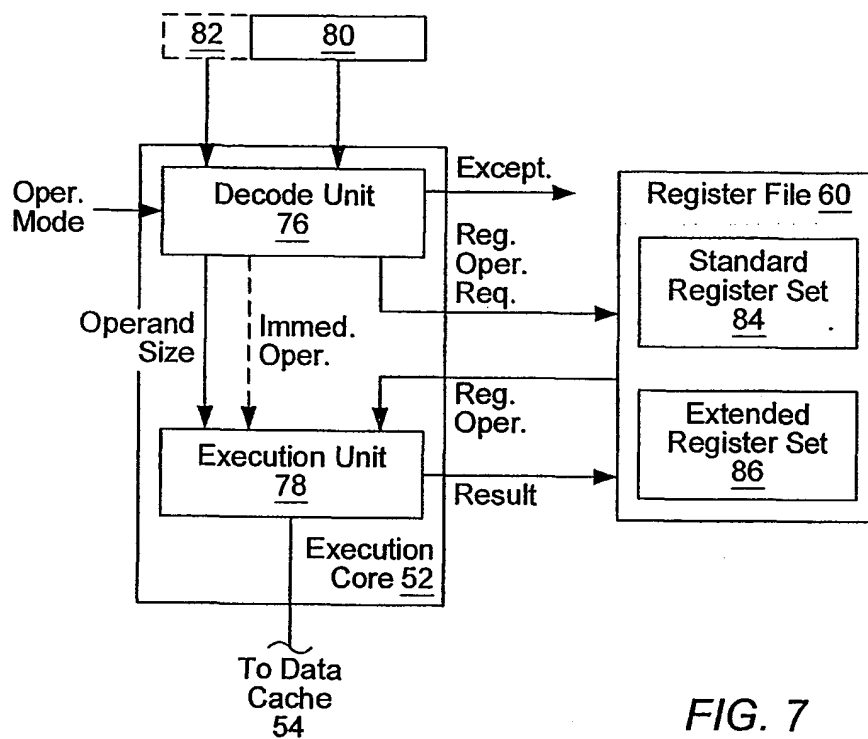 82
80
Oper.
Mode
Decode Unit
76
Except.
Reg.
Oper.
Req.
Register File 60
Standard
Register Set
84
Operand
Size
Immed.
Oper.
Reg.
Oper.
Extended
Register Set
86
Execution Unit
78
Result
Execution
Core 52
To Data
Cache
54
FIG. 7